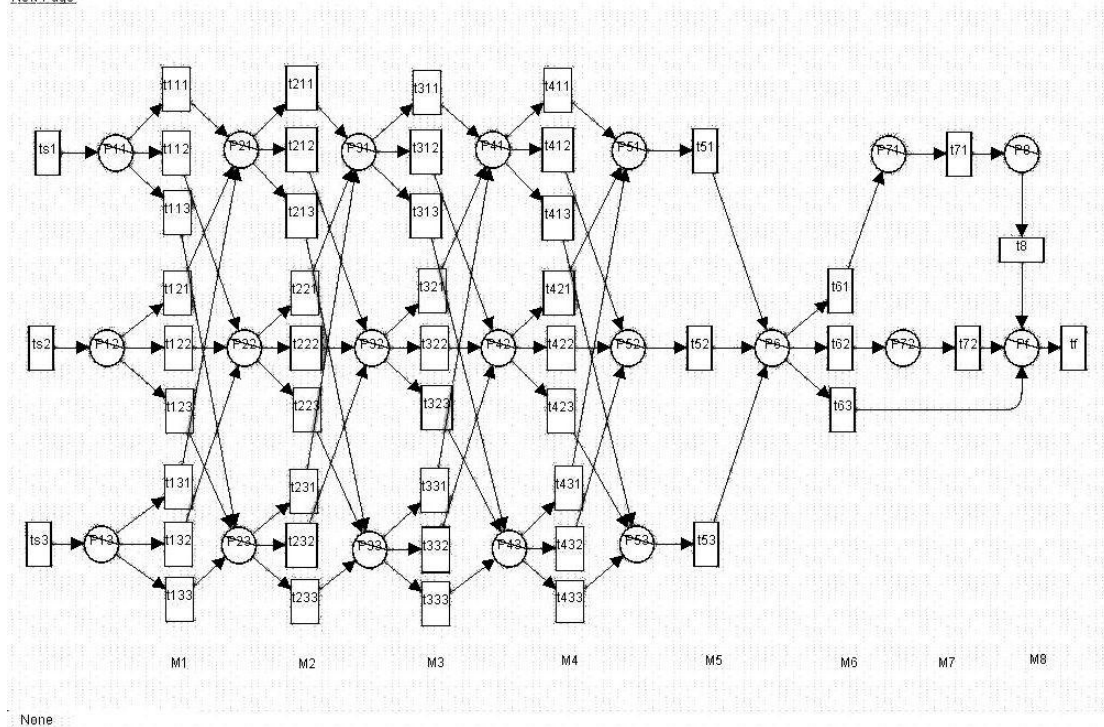 New Page
t111 t211 t311 t411
ts1 P11 t112 P21 t212 P31 t312 P41 t412 P51 t51 P71 t71 P8
t113 t213 t313 t413
t8
t121 t221 t321 t421 t61
ts2 P12 t122 P22 t222 P32 t322 P42 t422 P52 t52 P6 t62 P72 t72 Pf tf
t123 t223 t323 t423 t63
t131 t231 t331 t431
ts3 P13 t132 P23 t232 P33 t332 P43 t432 P53 t53
t133 t233 t333 t433
M1 M2 M3 M4 M5 M6 M7 M8
None